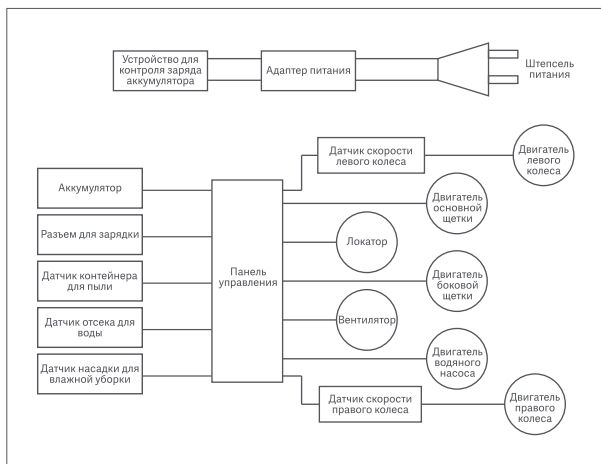 Устройство для
контроля заряда
аккумулятора
Адаптер питания
Штепсель
питания
Датчик скорости
левого колеса
Двигатель
левого
колеса
Аккумулятор
Двигатель
основной
щетки
Разъем для зарядки
Локатор
Датчик контейнера
для пыли
Панель
управления
Двигатель
боковой
щетки
Датчик отсека для
воды
Вентилятор
Датчик насадки для
влажной уборки
Двигатель
водяного
насоса
Датчик скорости
правого колеса
Двигатель
правого
колеса